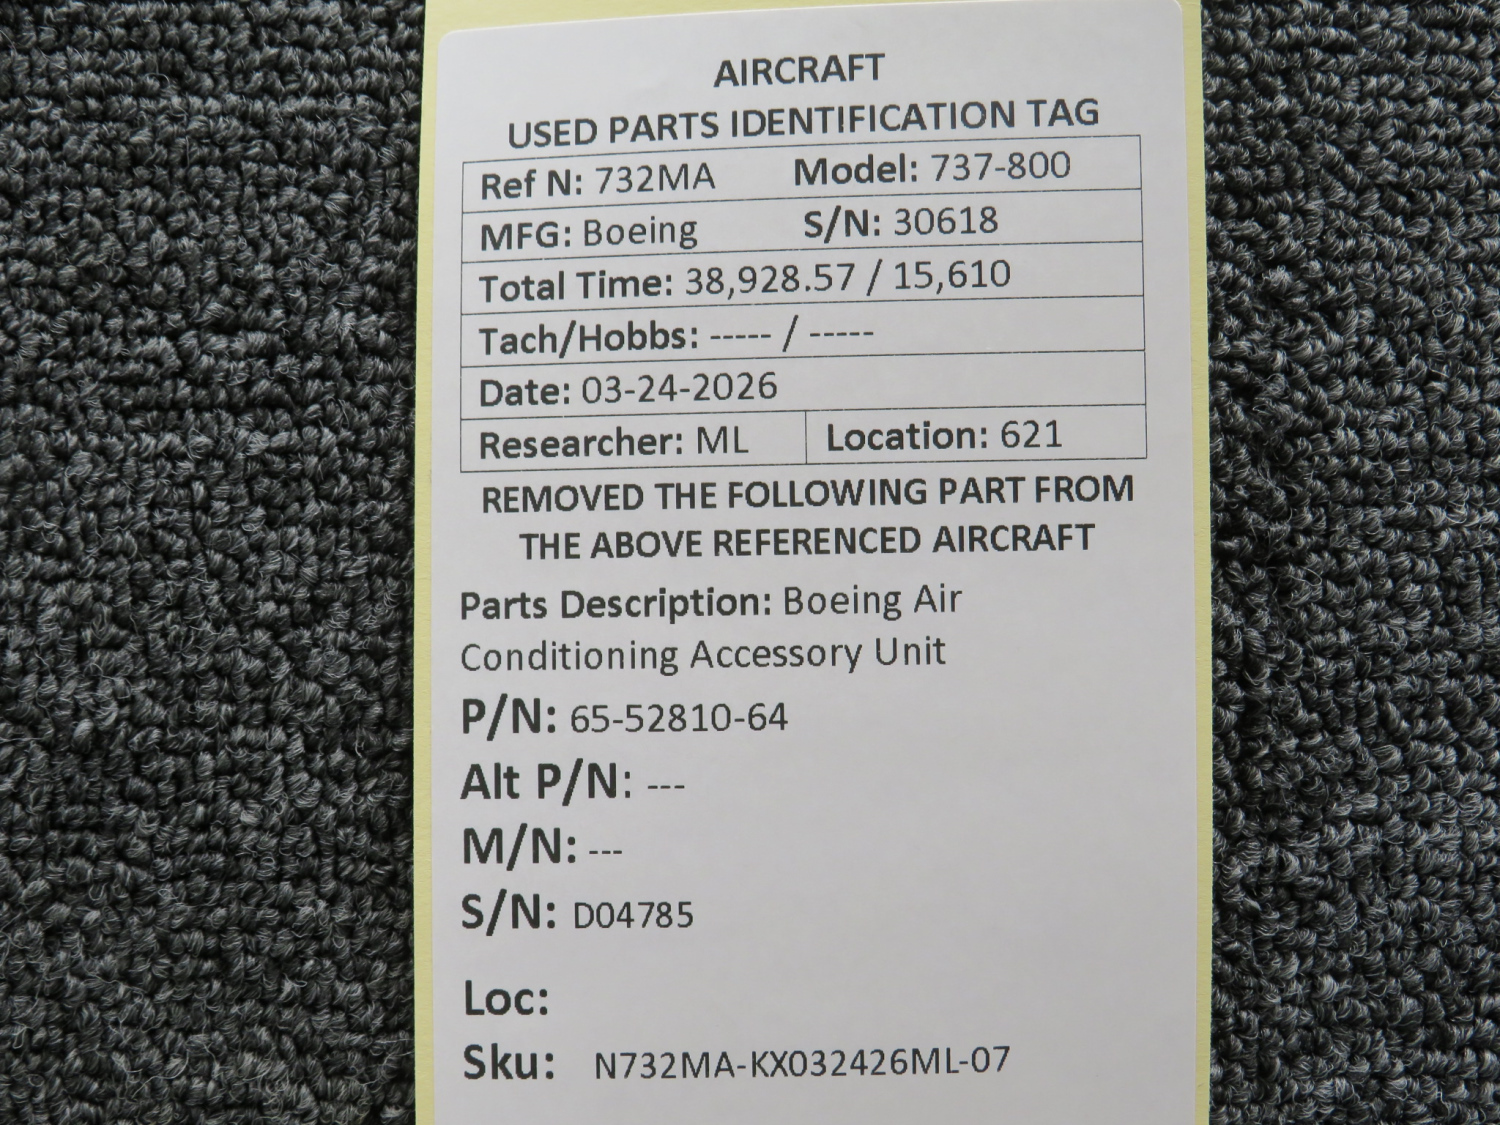 AIRCRAFT
USED PARTS IDENTIFICATION TAG
Ref N: 732MA Model: 737-800
MFG: Boeing S/N: 30618
Total Time: 38,928.57 / 15,610
Tach/Hobbs: ----- / -----
Date: 03-24-2026
Researcher: ML Location: 621
REMOVED THE FOLLOWING PART FROM
THE ABOVE REFERENCED AIRCRAFT
Parts Description: Boeing Air
Conditioning Accessory Unit
P/N: 65-52810-64
Alt P/N: ---
M/N: ---
S/N: D04785
Loc:
Sku: N732MA-KX032426ML-07